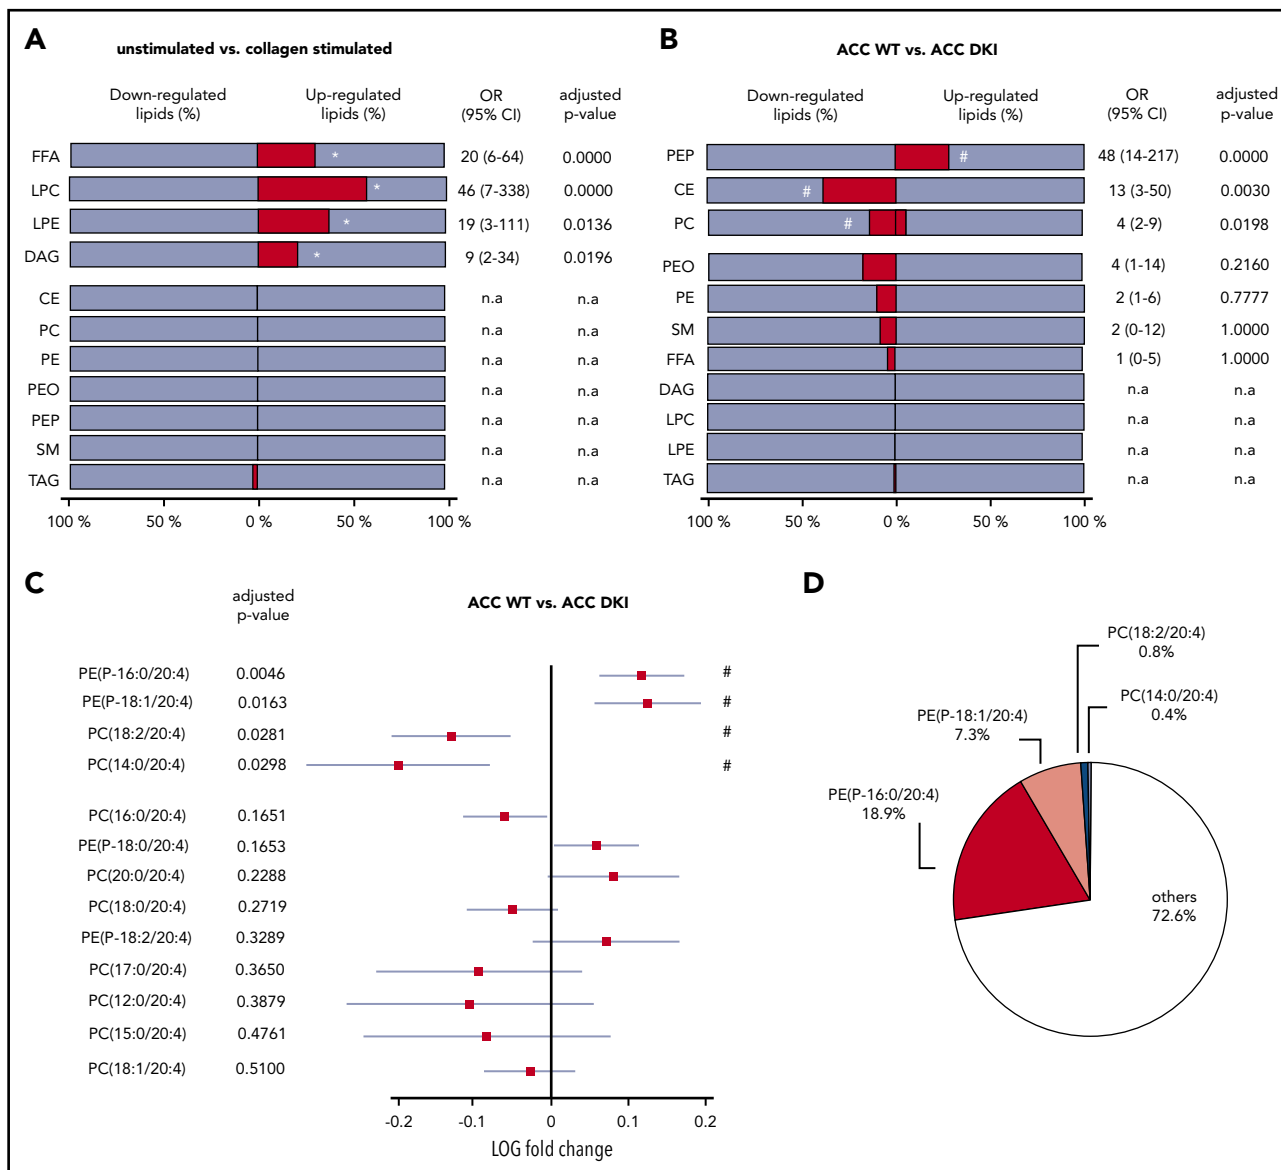 A
unstimulated vs. collagen stimulated
Down-regulated lipids (%)
Up-regulated lipids (%)
OR (95% CI)
adjusted p-value
FFA * 20 (6-64) 0.0000
LPC * 46 (7-338) 0.0000
LPE * 19 (3-111) 0.0136
DAG * 9 (2-34) 0.0196
CE n.a n.a
PC n.a n.a
PE n.a n.a
PEO n.a n.a
PEP n.a n.a
SM n.a n.a
TAG n.a n.a
100 % 50 % 0 % 50 % 100 %
B
ACC WT vs. ACC DKI
Down-regulated lipids (%)
Up-regulated lipids (%)
OR (95% CI)
adjusted p-value
PEP # 48 (14-217) 0.0000
CE # 13 (3-50) 0.0030
PC # 4 (2-9) 0.0198
PEO 4 (1-14) 0.2160
PE 2 (1-6) 0.7777
SM 2 (0-12) 1.0000
FFA 1 (0-5) 1.0000
DAG n.a n.a
LPC n.a n.a
LPE n.a n.a
TAG n.a n.a
100 % 50 % 0 % 50 % 100 %
C
adjusted p-value
ACC WT vs. ACC DKI
PE(P-16:0/20:4) 0.0046 #
PE(P-18:1/20:4) 0.0163 #
PC(18:2/20:4) 0.0281 #
PC(14:0/20:4) 0.0298 #
PC(16:0/20:4) 0.1651
PE(P-18:0/20:4) 0.1653
PC(20:0/20:4) 0.2288
PC(18:0/20:4) 0.2719
PE(P-18:2/20:4) 0.3289
PC(17:0/20:4) 0.3650
PC(12:0/20:4) 0.3879
PC(15:0/20:4) 0.4761
PC(18:1/20:4) 0.5100
-0.2 -0.1 0 0.1 0.2
LOG fold change
D
PC(18:2/20:4)
0.8%
PC(14:0/20:4)
0.4%
PE(P-18:1/20:4)
7.3%
PE(P-16:0/20:4)
18.9%
others
72.6%